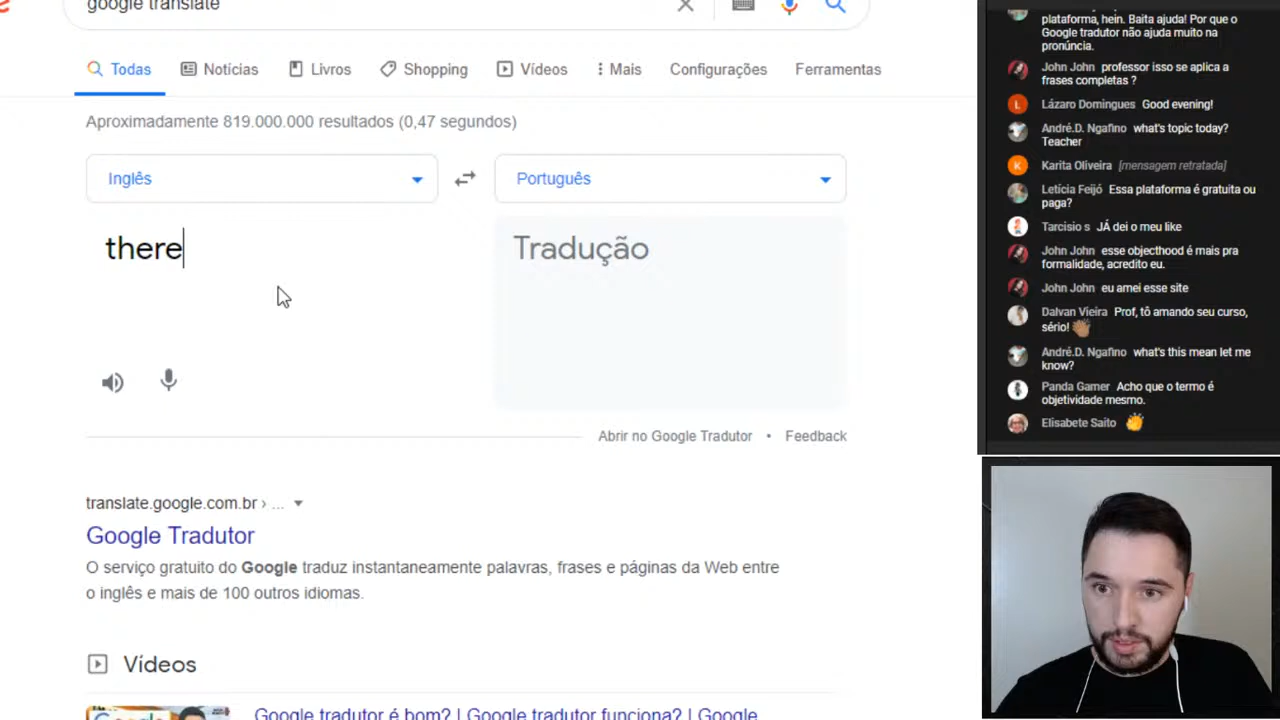 google translate
Todas
Notícias
Livros
Shopping
Vídeos
Mais
Configurações
Ferramentas
Aproximadamente 819.000.000 resultados (0,47 segundos)
Inglês
Português
there
Tradução
Abrir no Google Tradutor • Feedback
translate.google.com.br › ...
Google Tradutor
O serviço gratuito do Google traduz instantaneamente palavras, frases e páginas da Web entre
o inglês e mais de 100 outros idiomas.
Vídeos
Google
Google tradutor é bom? | Google tradutor funciona? | Google
plataforma, hein. Baita ajuda! Por que o
Google tradutor não ajuda muito na
pronúncia.
John John professor isso se aplica a
frases completas ?
L
Lázaro Domingues Good evening!
André.D. Ngafino what's topic today?
Teacher
K
Karita Oliveira [mensagem retratada]
Letícia Feijó Essa plataforma é gratuita ou
paga?
Tarcisio s JÁ dei o meu like
John John esse objecthood é mais pra
formalidade, acredito eu.
John John eu amei esse site
Dalvan Vieira Prof, tô amando seu curso,
sério! 👏🏽
André.D. Ngafino what's this mean let me
know?
Panda Gamer Acho que o termo é
objetividade mesmo.
Elisabete Saito 👏